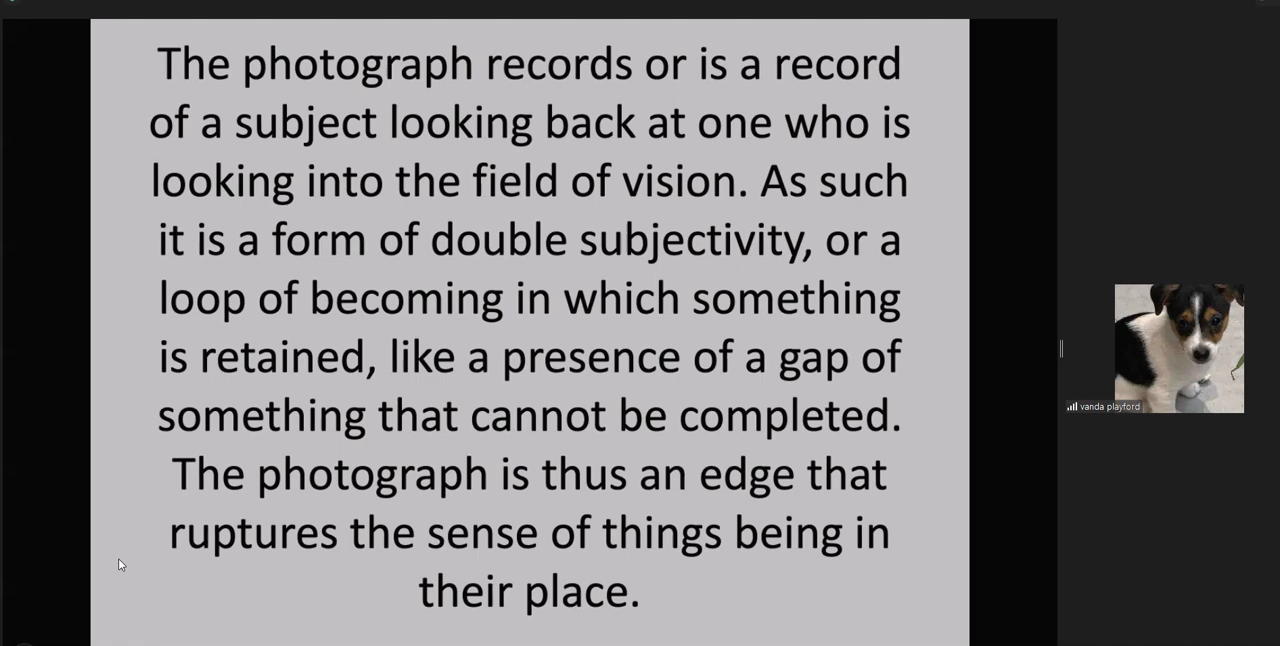 The photograph records or is a record
of a subject looking back at one who is
looking into the field of vision. As such
it is a form of double subjectivity, or a
loop of becoming in which something
is retained, like a presence of a gap of
something that cannot be completed.
The photograph is thus an edge that
ruptures the sense of things being in
their place.
vanda playford